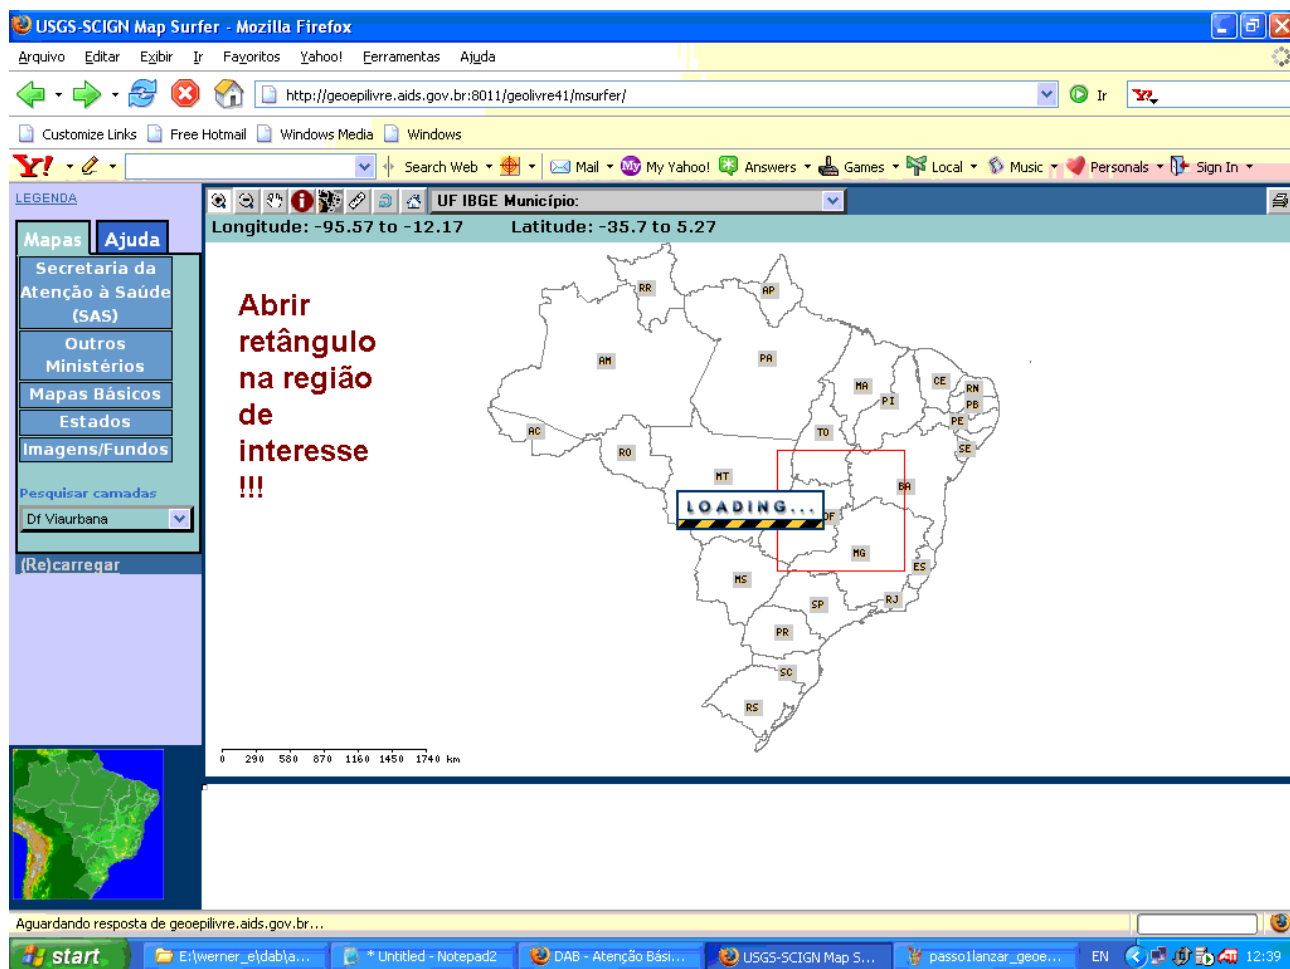 USGS-SCIGN Map Surfer - Mozilla Firefox
Arquivo Editar Exibir Ir Favoritos Yahoo! Ferramentas Ajuda
http://geoepilivre.aids.gov.br:8011/geolivre41/msurfer/ Ir
Customize Links Free Hotmail Windows Media Windows
Y! Search Web Mail My My Yahoo! Answers Games Local Music Personals Sign In
LEGENDA
UF IBGE Município:
Longitude: -95.57 to -12.17 Latitude: -35.7 to 5.27
Mapas Ajuda
Secretaria da
Atenção à Saúde
(SAS)
Outros
Ministérios
Mapas Básicos
Estados
Imagens/Fundos
Pesquisar camadas
Df Viaurbana
(Re)carregar
Abrir
retângulo
na região
de
interesse
!!!
RR AP
AM PA
MA PI CE RN
PB
PE
AC RO TO SE
MT BA
LOADING...
DF
MG
MS ES
SP RJ
PR
SC
RS
0 290 580 870 1160 1450 1740 km
Aguardando resposta de geoepilivre.aids.gov.br...
start E:\werner_e\dab\a... * Untitled - Notepad2 DAB - Atenção Bási... USGS-SCIGN Map S... passo1lanzar_geoe... EN 12:39